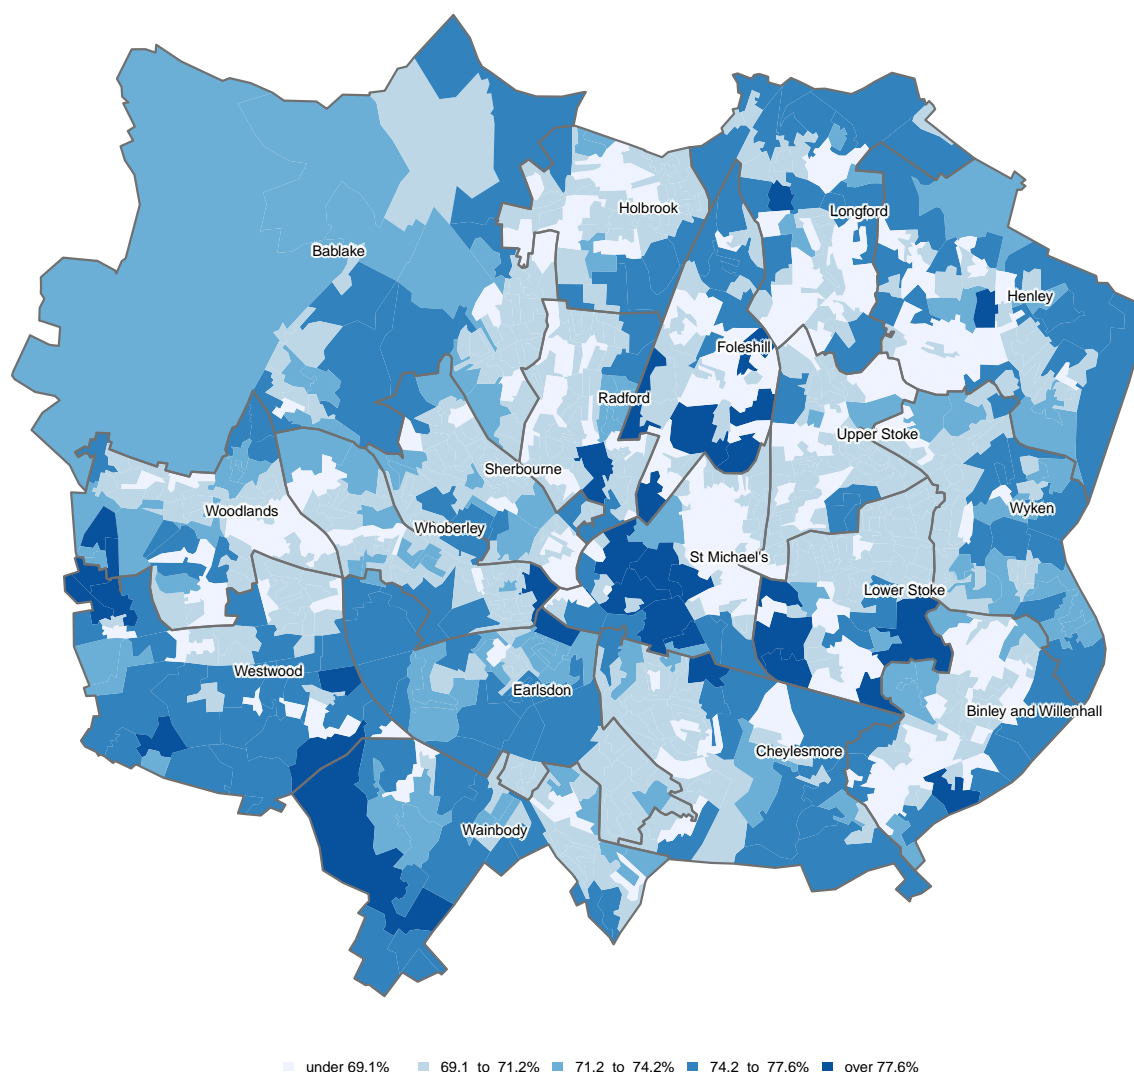 Holbrook
Longford
Bablake
Henley
Foleshill
Radford
Upper Stoke
Sherbourne
Woodlands
Whoberley
Wyken
St Michael's
Lower Stoke
Westwood
Earlsdon
Binley and Willenhall
Cheylesmore
Wainbody
under 69.1% 69.1 to 71.2% 71.2 to 74.2% 74.2 to 77.6% over 77.6%